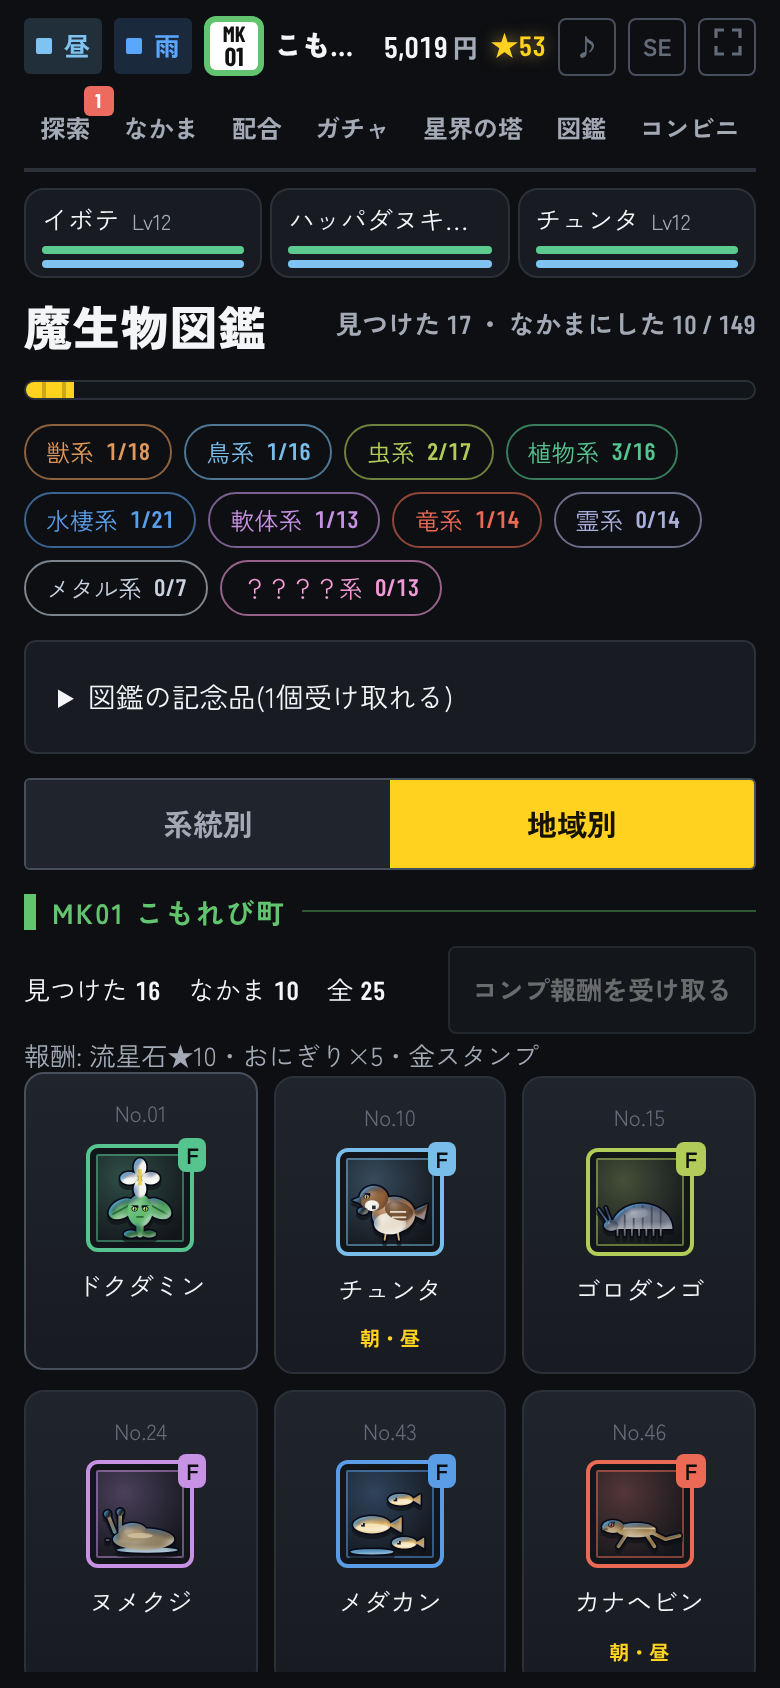 昼 雨 MK 01 こも… 5,019 円 ★53 ♪ SE
1
探索 なかま 配合 ガチャ 星界の塔 図鑑 コンビニ
イボテ Lv12 ハッパダヌキ… チュンタ Lv12
魔生物図鑑 見つけた 17 ・ なかまにした 10 / 149
獣系 1/18 鳥系 1/16 虫系 2/17 植物系 3/16
水棲系 1/21 軟体系 1/13 竜系 1/14 霊系 0/14
メタル系 0/7 ????系 0/13
▶ 図鑑の記念品(1個受け取れる)
系統別 地域別
MK01 こもれび町
見つけた 16 なかま 10 全 25 コンプ報酬を受け取る
報酬: 流星石★10・おにぎり×5・金スタンプ
No.01 No.10 No.15
F F F
ドクダミン チュンタ ゴロダンゴ
朝・昼
No.24 No.43 No.46
F F F
ヌメクジ メダカン カナヘビン
朝・昼